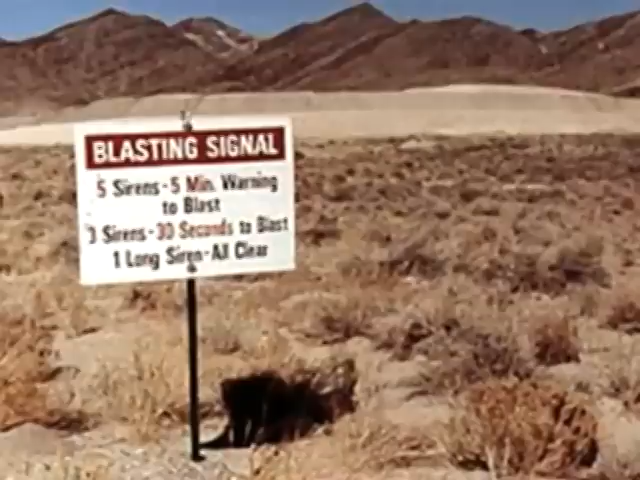 BLASTING SIGNAL
5 Sirens-5 Min. Warning
to Blast
3 Sirens-30 Seconds to Blast
1 Long Siren-All Clear